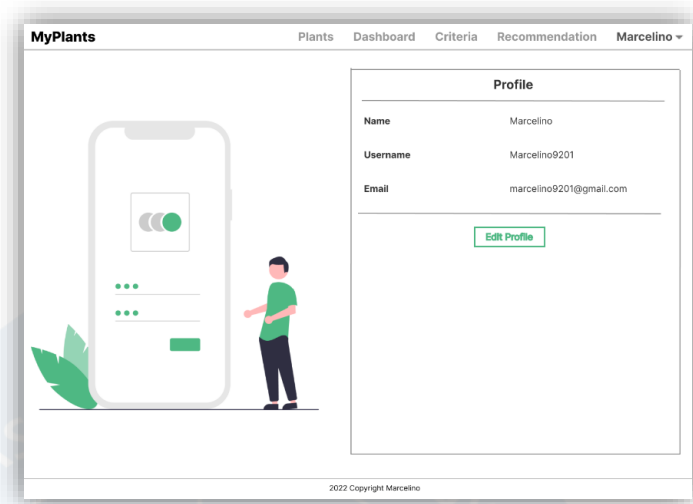 MyPlants Plants Dashboard Criteria Recommendation Marcelino
Profile
Name Marcelino
Username Marcelino9201
Email marcelino9201@gmail.com
Edit Profile
2022 Copyright Marcelino